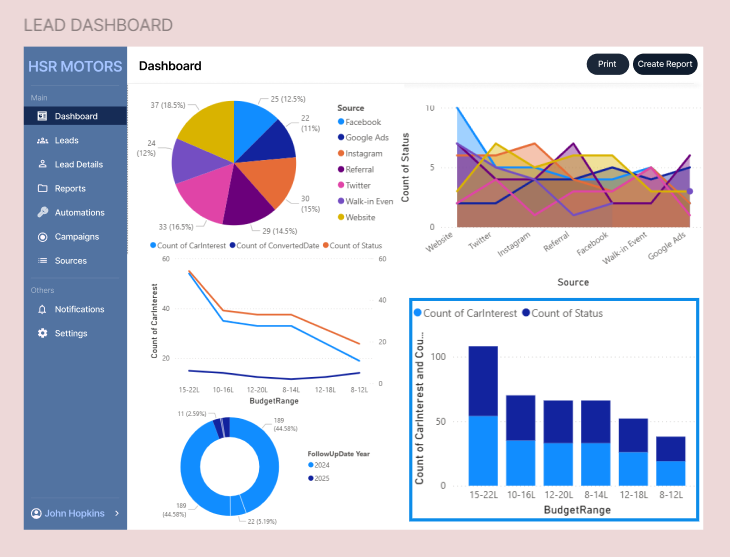 LEAD DASHBOARD
HSR MOTORS
Main
Dashboard
Leads
Lead Details
Reports
Automations
Campaigns
Sources
Others
Notifications
Settings
John Hopkins
Dashboard
Print
Create Report
37 (18.5%)
25 (12.5%)
22
(11%)
24
(12%)
30
(15%)
33 (16.5%)
29 (14.5%)
Source
Facebook
Google Ads
Instagram
Referral
Twitter
Walk-in Even
Website
Count of Status
10
5
0
Website
Twitter
Instagram
Referral
Facebook
Walk-in Event
Google Ads
Source
Count of CarInterest
Count of ConvertedDate
Count of Status
Count of CarInterest
60
40
20
60
40
20
0
15-22L
10-16L
12-20L
8-14L
12-18L
8-12L
BudgetRange
Count of CarInterest
Count of Status
Count of CarInterest and Cou...
100
50
0
15-22L
10-16L
12-20L
8-14L
12-18L
8-12L
BudgetRange
11 (2.59%)
189
(44.58%)
189
(44.58%)
22 (5.19%)
FollowUpDate Year
2024
2025